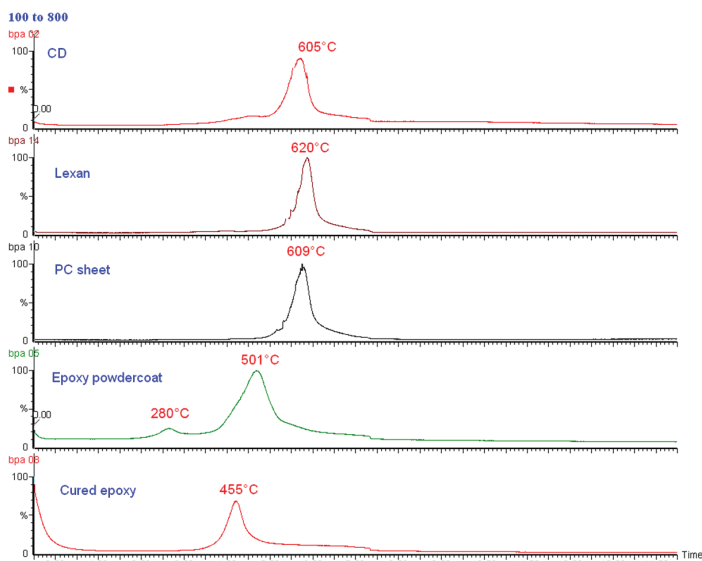 100 to 800
bpa 02
100
CD
605°C
%
0.00
0
bpa 14
100
Lexan
620°C
%
0
bpa 10
100
PC sheet
609°C
%
0
bpa 05
100
Epoxy powdercoat
501°C
280°C
%
0.00
0
bpa 08
100
Cured epoxy
455°C
%
0
Time